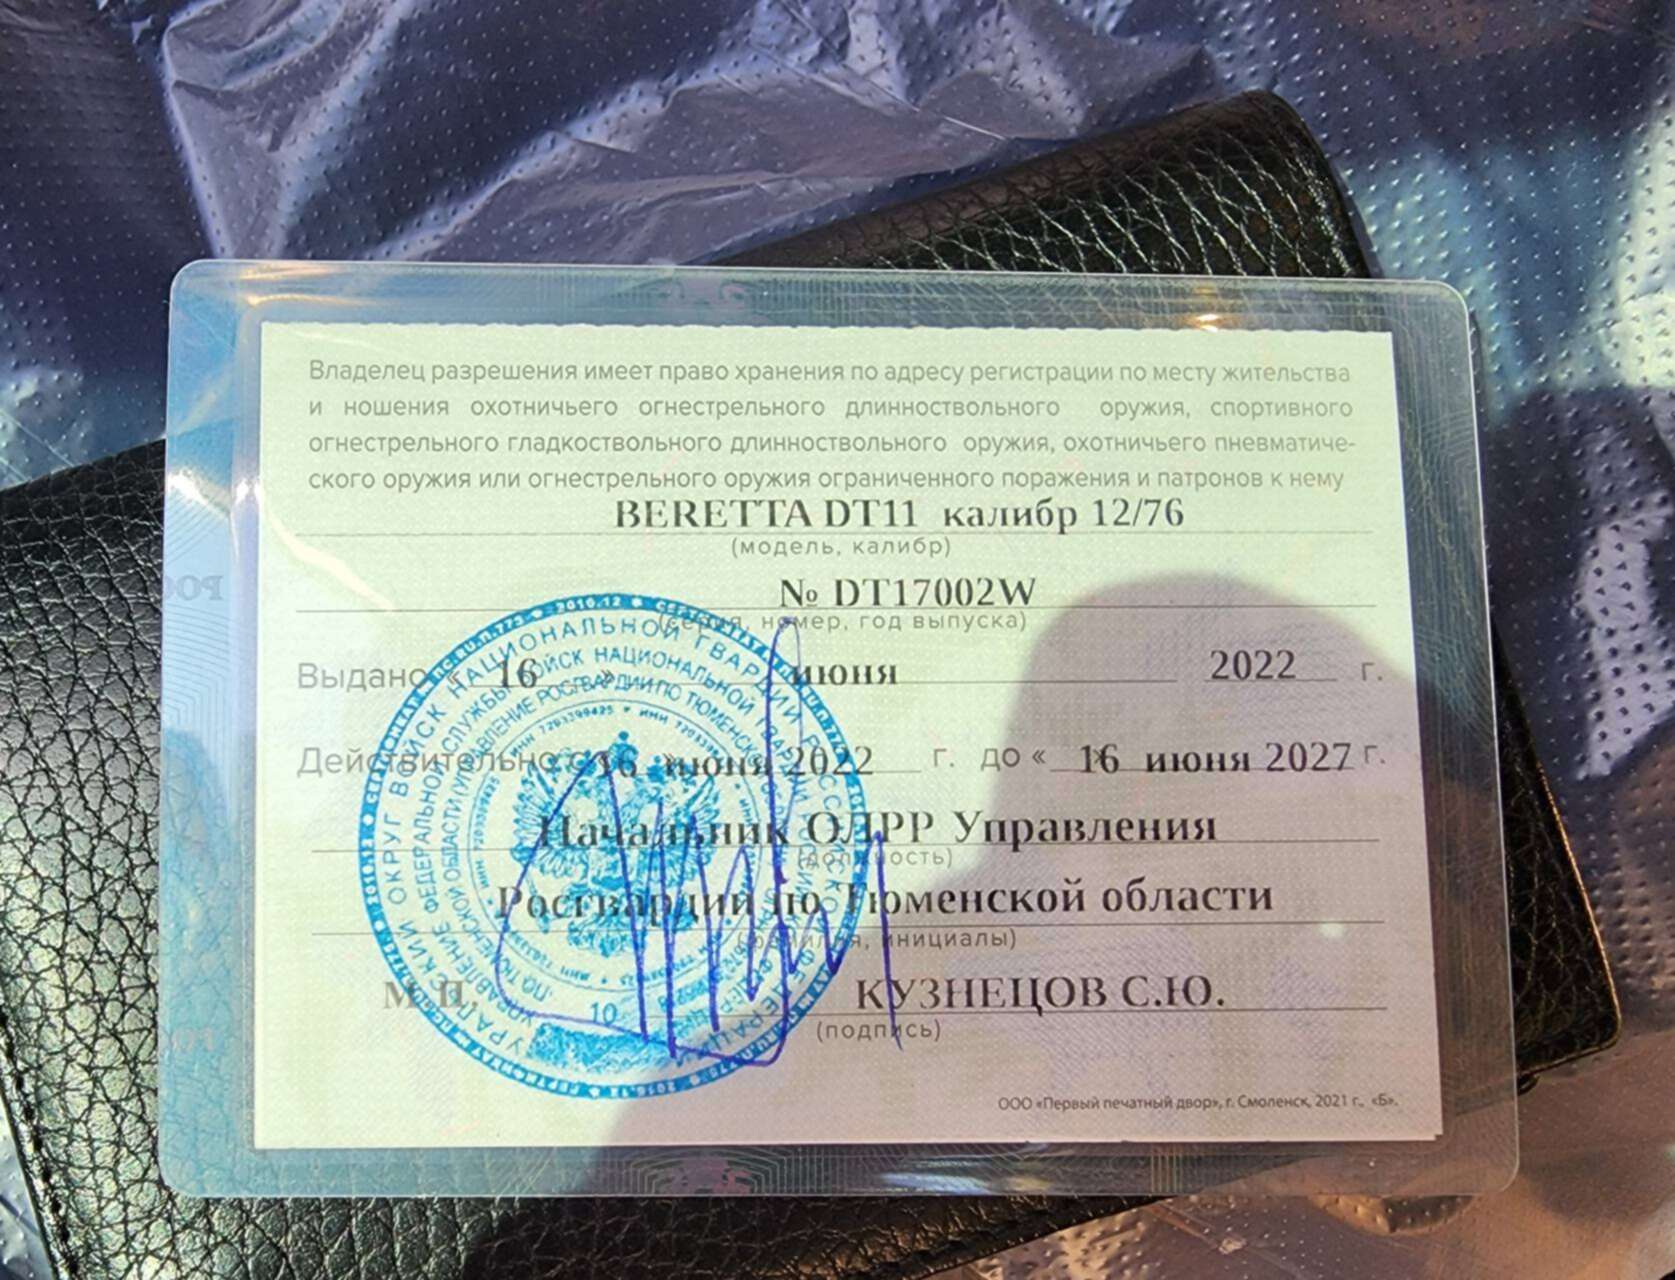 Владелец разрешения имеет право хранения по адресу регистрации по месту жительства
и ношения охотничьего огнестрельного длинноствольного оружия, спортивного
огнестрельного гладкоствольного длинноствольного оружия, охотничьего пневматиче-
ского оружия или огнестрельного оружия ограниченного поражения и патронов к нему
BERETTA DT11 калибр 12/76
(модель, калибр)
№ DT17002W
(серия, номер, год выпуска)
Выдано « 16 » июня 2022 г.
Действительно с 16 » июня 2022 г. до « 16 июня 2027 г.
Начальник ОЛРР Управления
(должность)
Росгвардии по Тюменской области
(фамилия, инициалы)
М.П. КУЗНЕЦОВ С.Ю.
(подпись)
10
ООО «Первый печатный двор», г. Смоленск, 2021 г., «Б».